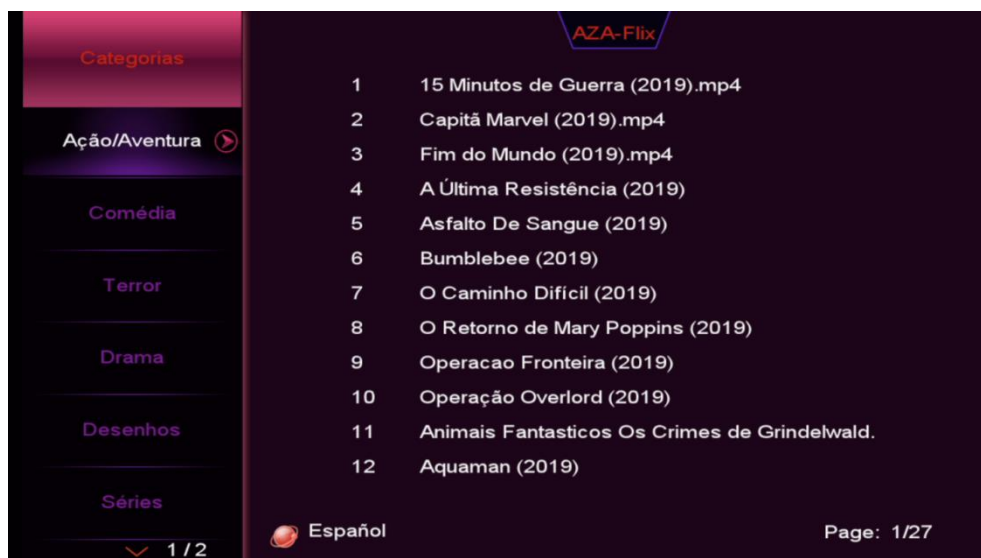 AZA-Flix
Categorias
Ação/Aventura
Comédia
Terror
Drama
Desenhos
Séries
1/2
1 15 Minutos de Guerra (2019).mp4
2 Capitã Marvel (2019).mp4
3 Fim do Mundo (2019).mp4
4 A Última Resistência (2019)
5 Asfalto De Sangue (2019)
6 Bumblebee (2019)
7 O Caminho Difícil (2019)
8 O Retorno de Mary Poppins (2019)
9 Operacao Fronteira (2019)
10 Operação Overlord (2019)
11 Animais Fantasticos Os Crimes de Grindelwald.
12 Aquaman (2019)
Español
Page: 1/27